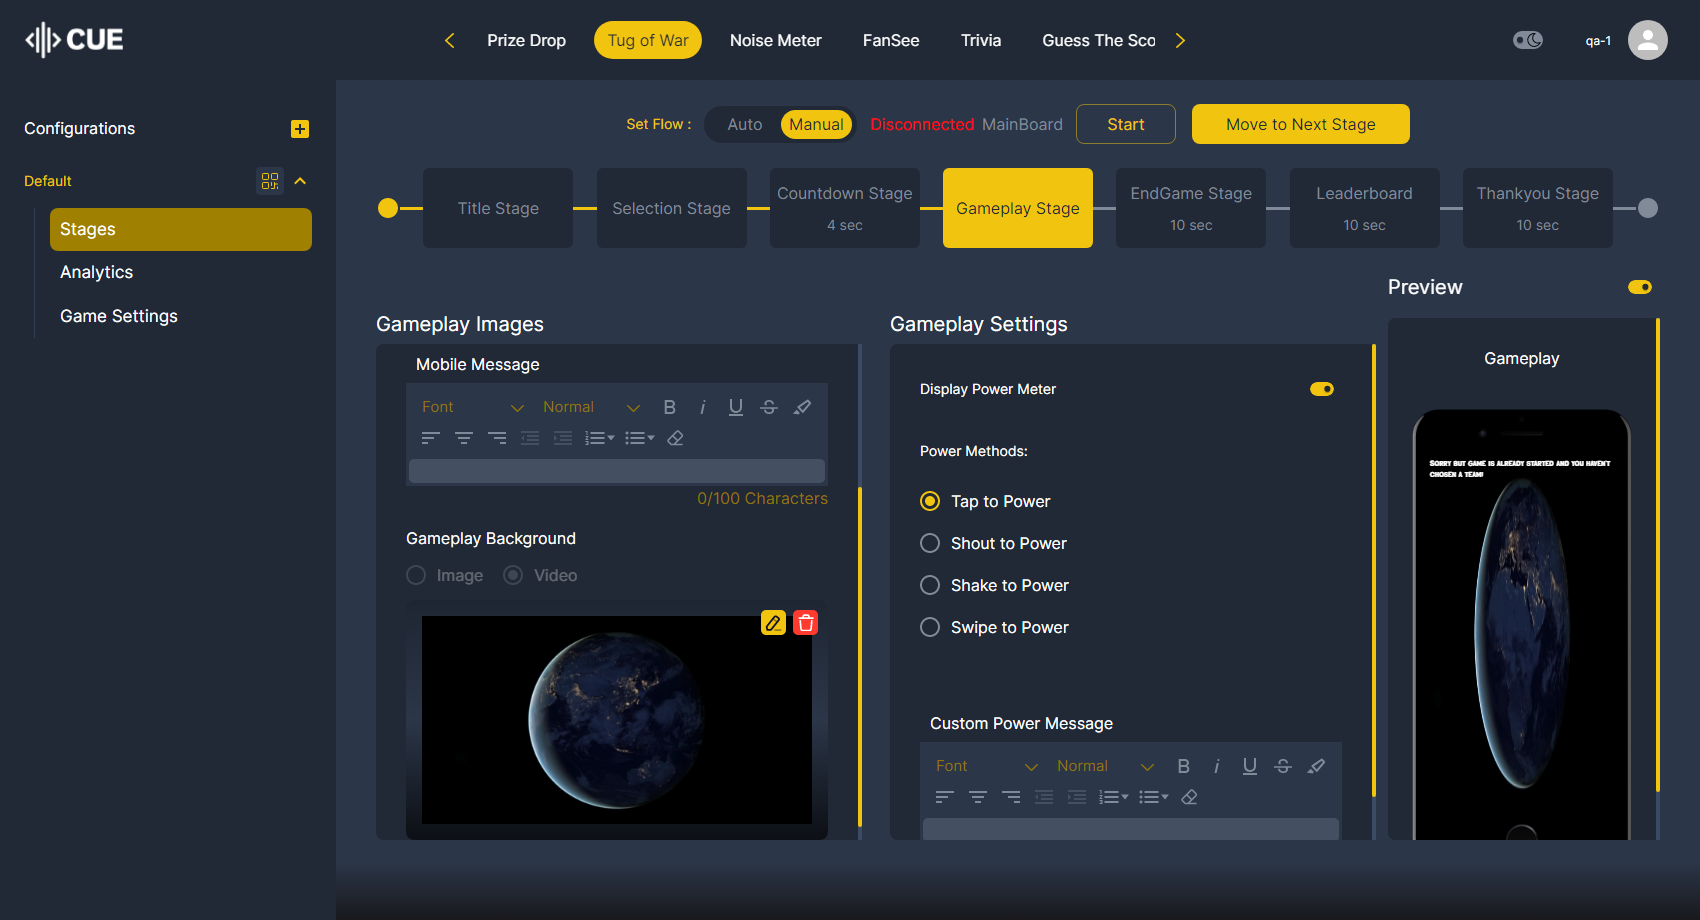 CUE
Prize Drop
Tug of War
Noise Meter
FanSee
Trivia
Guess The Sco
qa-1
Configurations
Default
Stages
Analytics
Game Settings
Set Flow :
Auto
Manual
Disconnected MainBoard
Start
Move to Next Stage
Title Stage
Selection Stage
Countdown Stage
4 sec
Gameplay Stage
EndGame Stage
10 sec
Leaderboard
10 sec
Thankyou Stage
10 sec
Gameplay Images
Mobile Message
Font
Normal
B
i
U
S
0/100 Characters
Gameplay Background
Image
Video
Gameplay Settings
Display Power Meter
Power Methods:
Tap to Power
Shout to Power
Shake to Power
Swipe to Power
Custom Power Message
Font
Normal
B
i
U
S
Preview
Gameplay
Sorry but game is already started and you haven't
chosen a team!